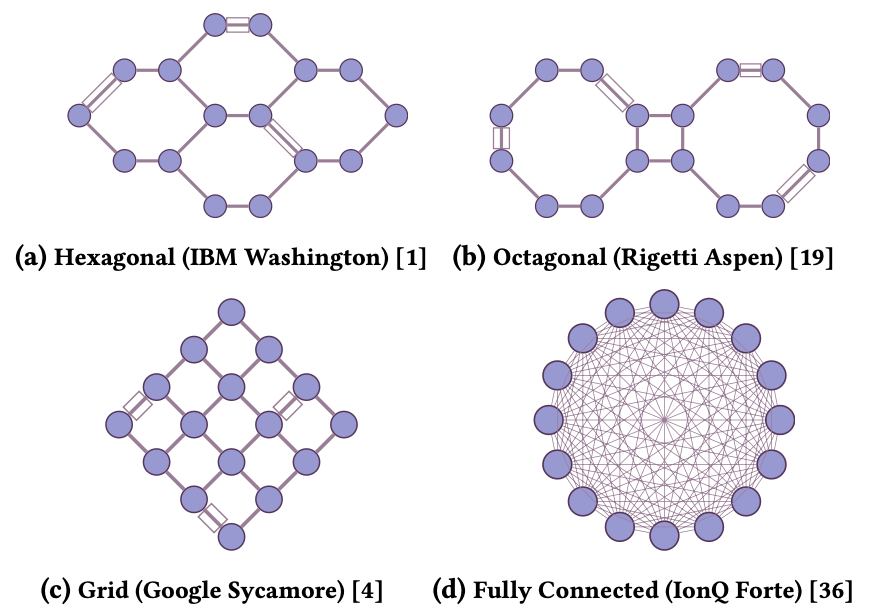 (a) Hexagonal (IBM Washington) [1]
(b) Octagonal (Rigetti Aspen) [19]
(c) Grid (Google Sycamore) [4]
(d) Fully Connected (IonQ Forte) [36]